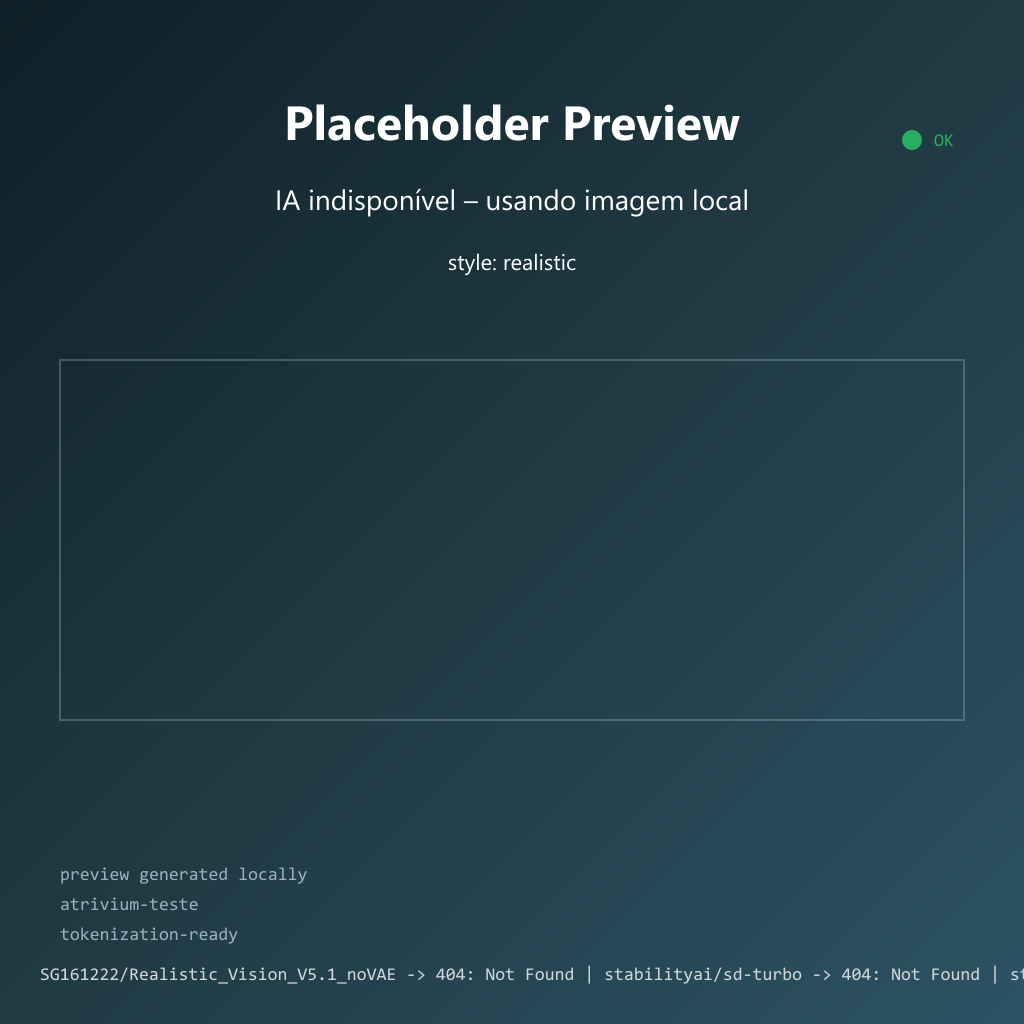 Placeholder Preview
OK
IA indisponível – usando imagem local
style: realistic
preview generated locally
atrivium-teste
tokenization-ready
SG161222/Realistic_Vision_V5.1_noVAE -> 404: Not Found | stabilityai/sd-turbo -> 404: Not Found |